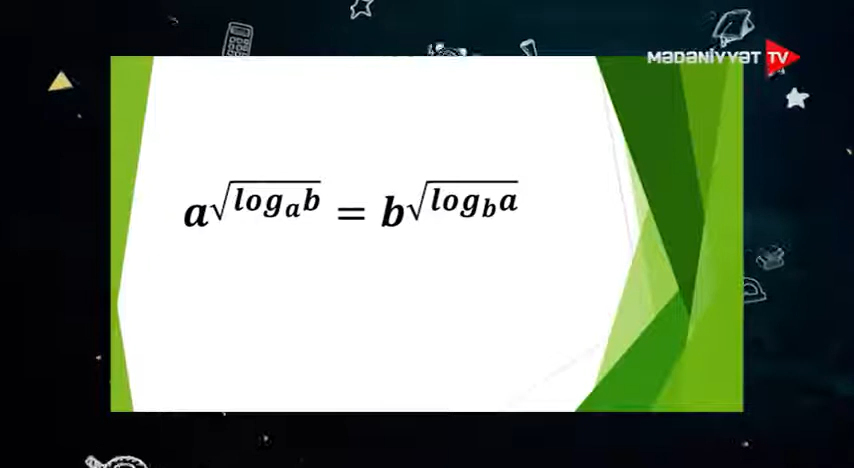 MƏDƏNİYYƏT TV
a^√(log_a b) = b^√(log_b a)